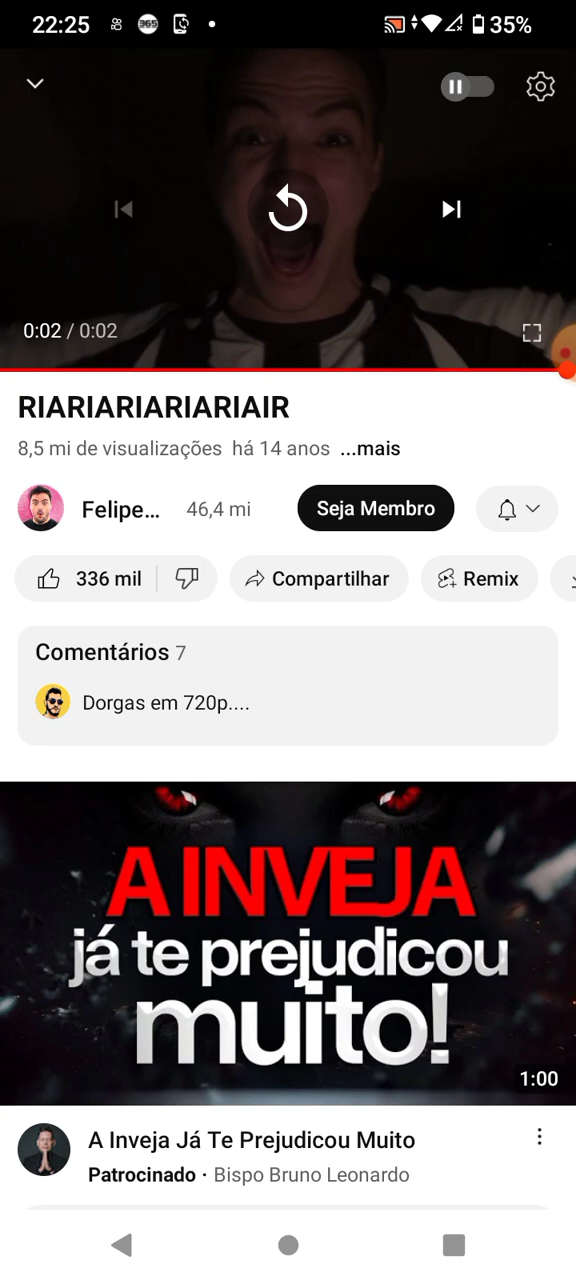 22:25
365
35%
0:02 / 0:02
RIARIARIARIARIAIR
8,5 mi de visualizações há 14 anos ...mais
Felipe... 46,4 mi Seja Membro
336 mil Compartilhar Remix
Comentários 7
Dorgas em 720p....
A INVEJA
já te prejudicou
muito!
1:00
A Inveja Já Te Prejudicou Muito
Patrocinado · Bispo Bruno Leonardo